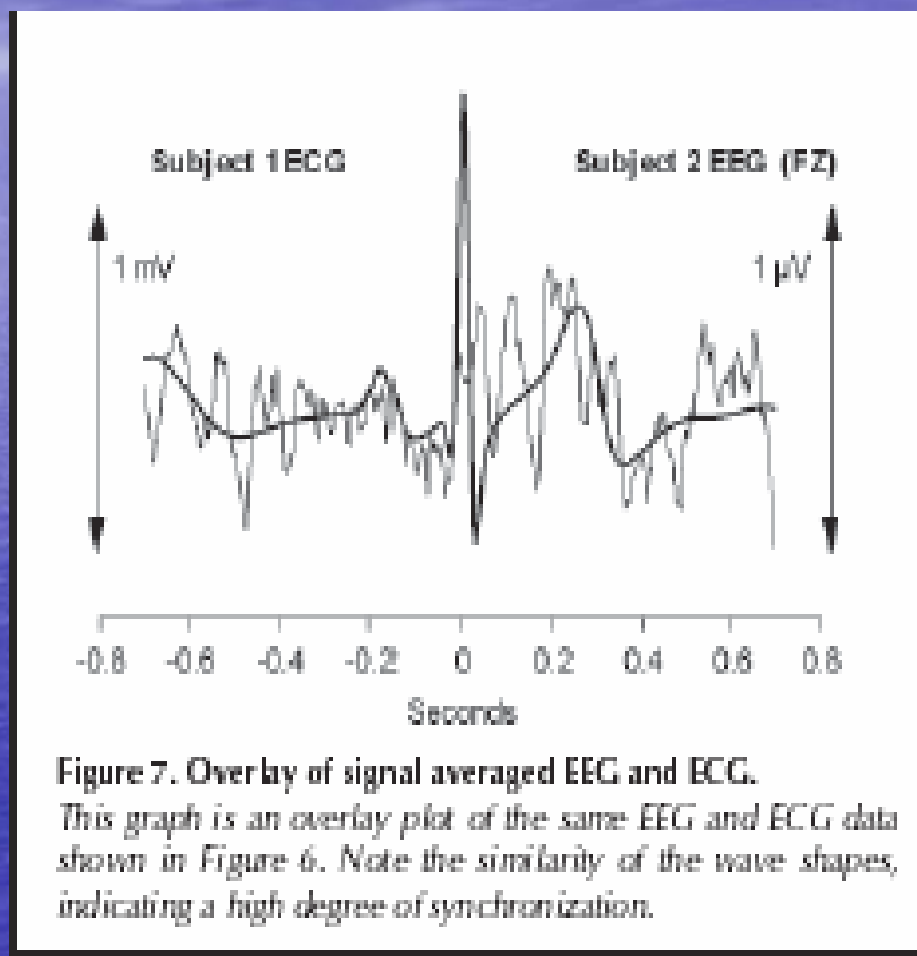 Subject 1 ECG
Subject 2 EEG (FZ)
1 mV
1 µV
-0.8 -0.6 -0.4 -0.2 0 0.2 0.4 0.6 0.8
Seconds
Figure 7. Overlay of signal averaged EEG and ECG.
This graph is an overlay plot of the same EEG and ECG data
shown in Figure 6. Note the similarity of the wave shapes,
indicating a high degree of synchronization.